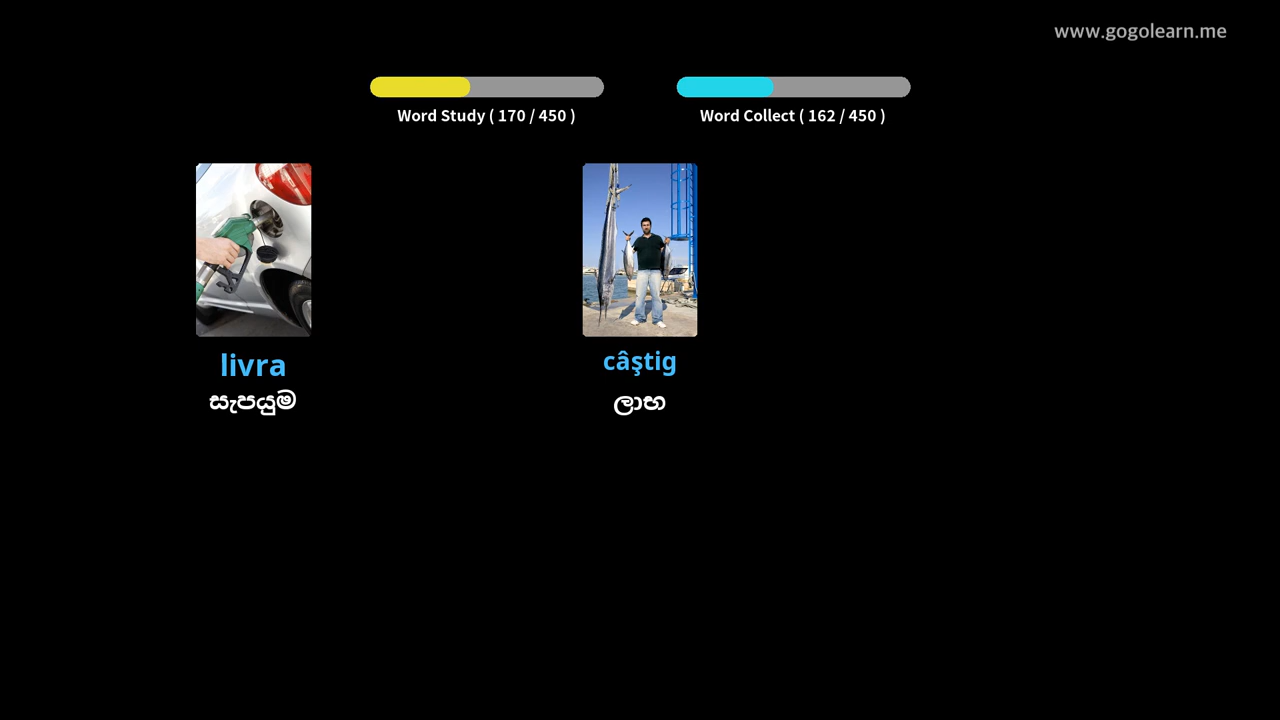 www.gogolearn.me
Word Study ( 170 / 450 )
Word Collect ( 162 / 450 )
livra
සැපයුම
câştig
ලාභ